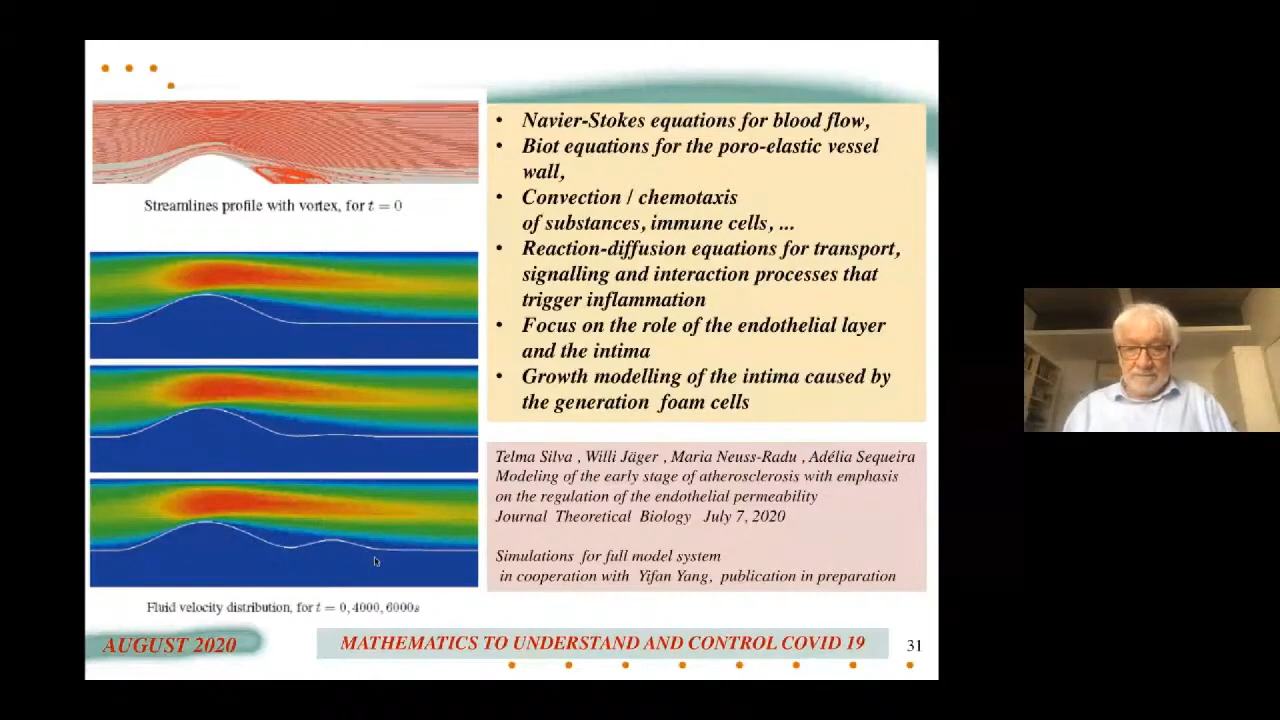 Streamlines profile with vortex, for t = 0
Fluid velocity distribution, for t = 0, 4000, 6000s
• Navier-Stokes equations for blood flow,
• Biot equations for the poro-elastic vessel
wall,
• Convection / chemotaxis
of substances, immune cells, ...
• Reaction-diffusion equations for transport,
signalling and interaction processes that
trigger inflammation
• Focus on the role of the endothelial layer
and the intima
• Growth modelling of the intima caused by
the generation foam cells
Telma Silva , Willi Jäger , Maria Neuss-Radu , Adélia Sequeira
Modeling of the early stage of atherosclerosis with emphasis
on the regulation of the endothelial permeability
Journal Theoretical Biology July 7, 2020
Simulations for full model system
in cooperation with Yifan Yang, publication in preparation
AUGUST 2020
MATHEMATICS TO UNDERSTAND AND CONTROL COVID 19
31